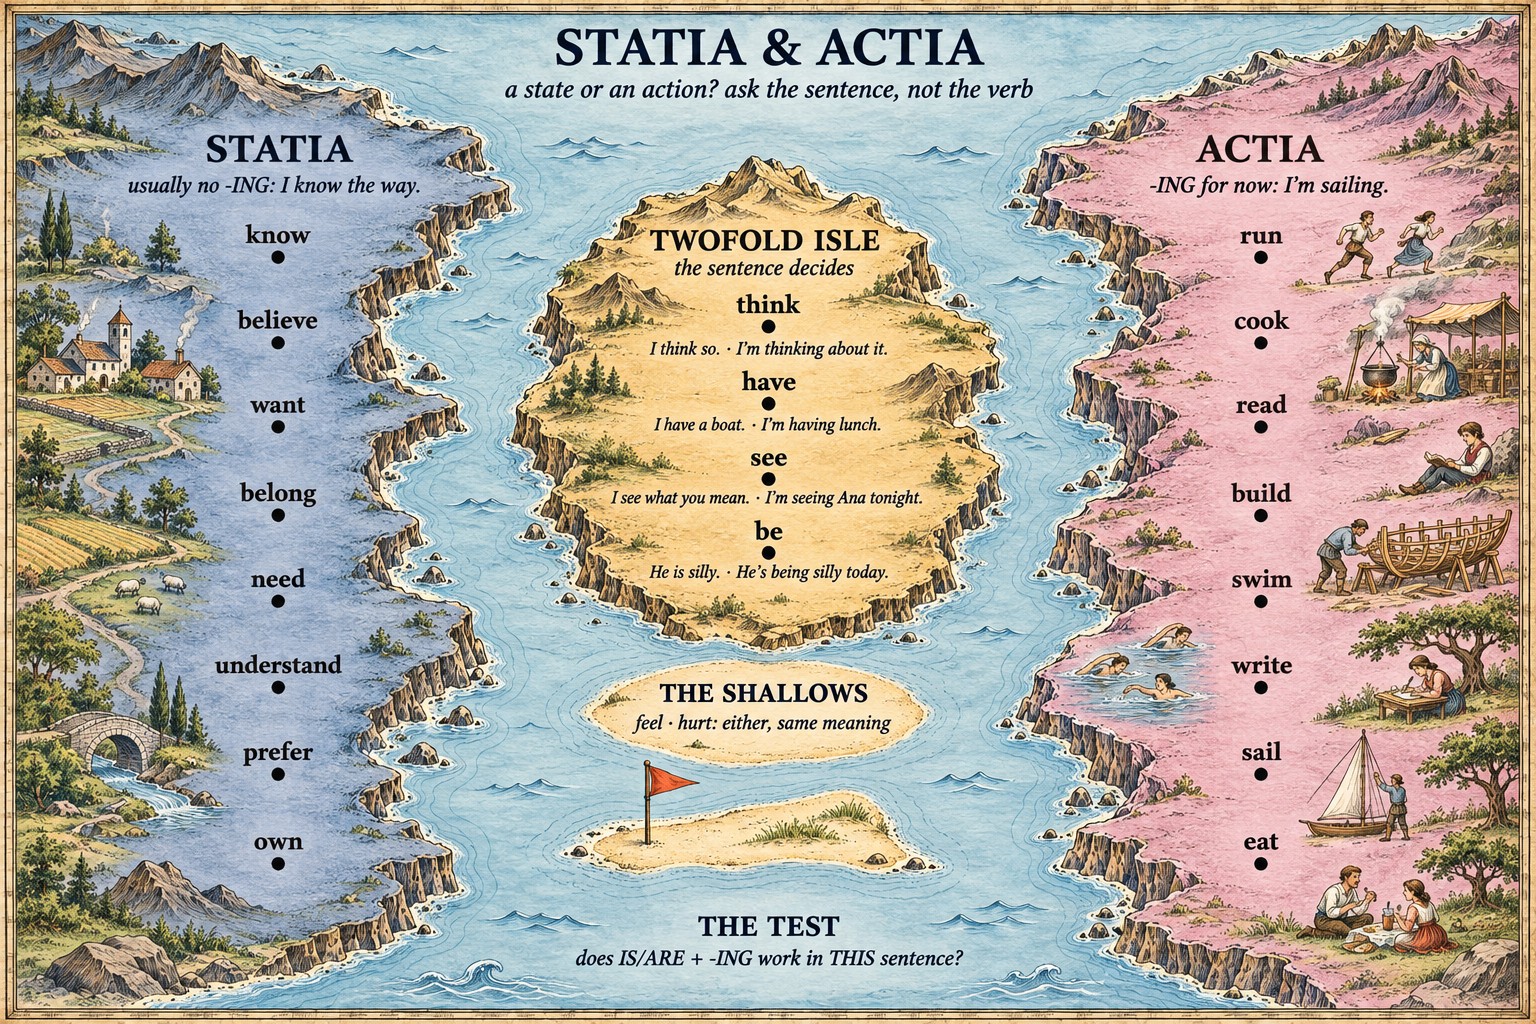 STATIA & ACTIA
a state or an action? ask the sentence, not the verb
STATIA
usually no -ING: I know the way.
know
believe
want
belong
need
understand
prefer
own
TWOFOLD ISLE
the sentence decides
think
I think so. · I'm thinking about it.
have
I have a boat. · I'm having lunch.
see
I see what you mean. · I'm seeing Ana tonight.
be
He is silly. · He's being silly today.
THE SHALLOWS
feel · hurt: either, same meaning
THE TEST
does IS/ARE + -ING work in THIS sentence?
ACTIA
-ING for now: I'm sailing.
run
cook
read
build
swim
write
sail
eat